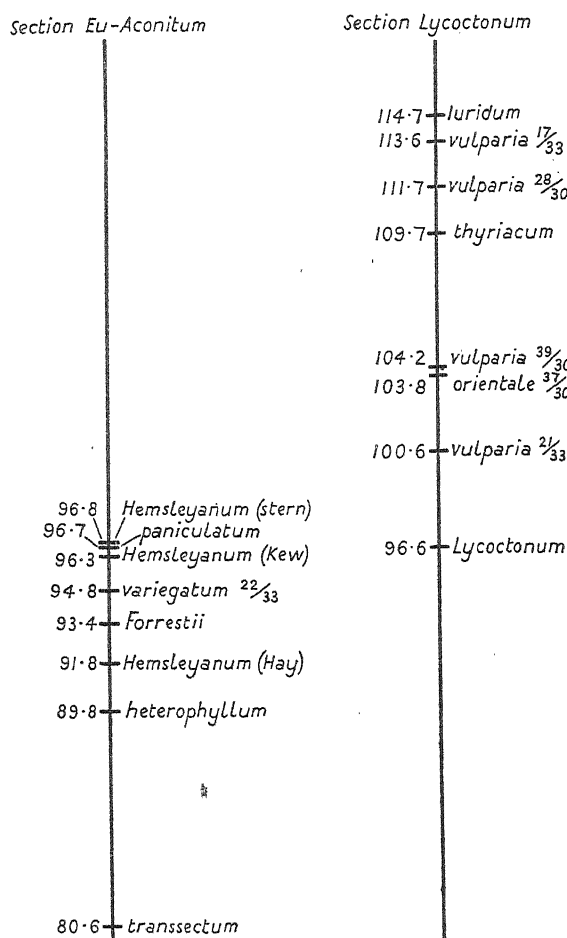 Section Eu-Aconitum
96·8 Hemsleyanum (stern)
96·7 paniculatum
96·3 Hemsleyanum (Kew)
94·8 variegatum 22/33
93·4 Forrestii
91·8 Hemsleyanum (Hay)
89·8 heterophyllum
80·6 transsectum
Section Lycoctonum
114·7 luridum
113·6 vulparia 17/33
111·7 vulparia 28/30
109·7 thyriacum
104·2 vulparia 39/30
103·8 orientale 37/30
100·6 vulparia 21/33
96·6 Lycoctonum